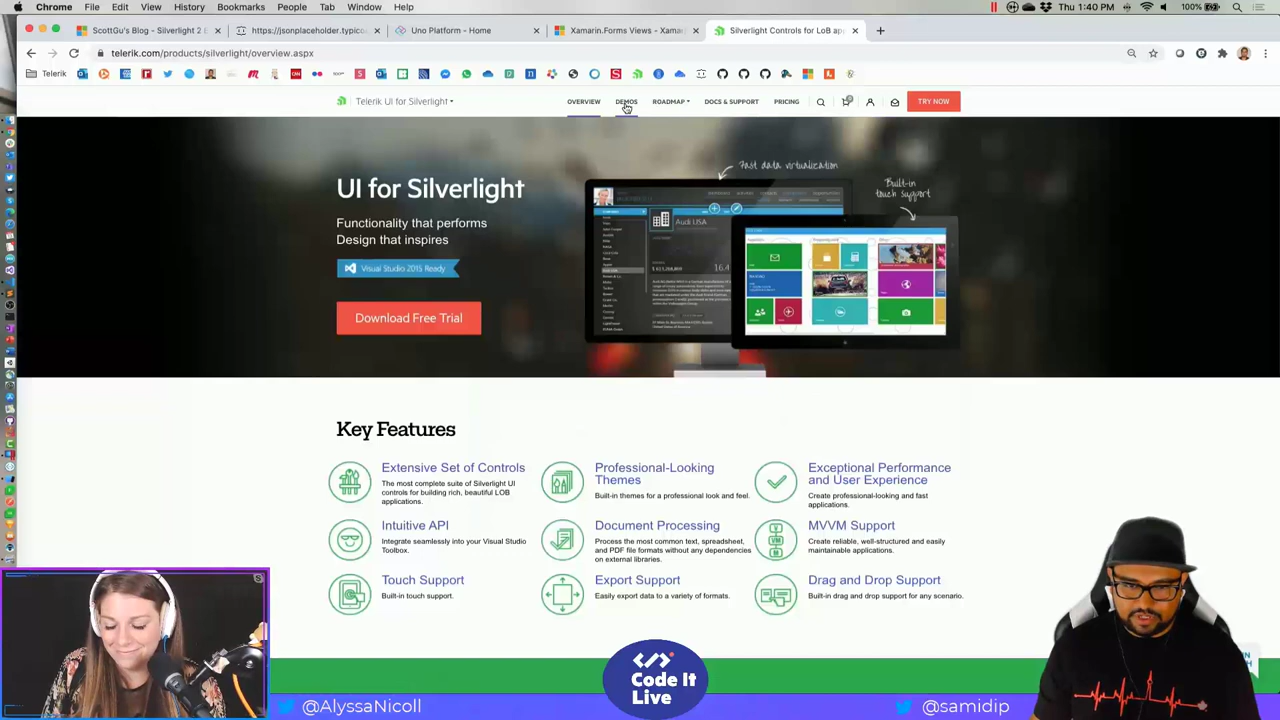 Chrome File Edit View History Bookmarks People Tab Window Help
100% Thu 1:40 PM
ScottGu's Blog - Silverlight 2 E
https://jsonplaceholder.typico
Uno Platform - Home
Xamarin.Forms Views - Xamar
Silverlight Controls for LoB ap
telerik.com/products/silverlight/overview.aspx
Telerik
Telerik UI for Silverlight
OVERVIEW DEMOS ROADMAP DOCS & SUPPORT PRICING TRY NOW
UI for Silverlight
Functionality that performs
Design that inspires
Visual Studio 2015 Ready
Download Free Trial
Fast data virtualization
Built-in
touch support
Audi USA
Key Features
Extensive Set of Controls
The most complete suite of Silverlight UI
controls for building rich, beautiful LOB
applications.
Professional-Looking
Themes
Built-in themes for a professional look and feel.
Exceptional Performance
and User Experience
Create professional-looking and fast
applications.
Intuitive API
Integrate seamlessly into your Visual Studio
Toolbox.
Document Processing
Process the most common text, spreadsheet,
and PDF file formats without any dependencies
on external libraries.
V
VM
M
MVVM Support
Create reliable, well-structured and easily
maintainable applications.
Touch Support
Built-in touch support.
Export Support
Easily export data to a variety of formats.
Drag and Drop Support
Built-in drag and drop support for any scenario.
Code It
Live
@AlyssaNicoll
@samidip